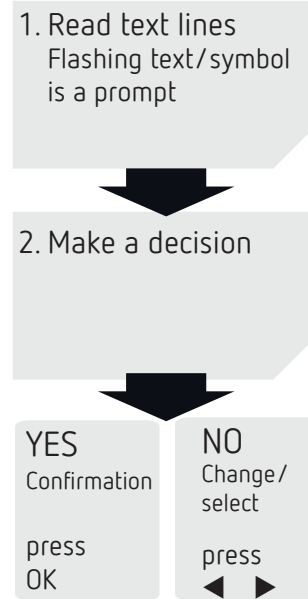 1. Read text lines
Flashing text/symbol
is a prompt
2. Make a decision
YES
Confirmation
press
OK
NO
Change/
select
press
◀ ▶